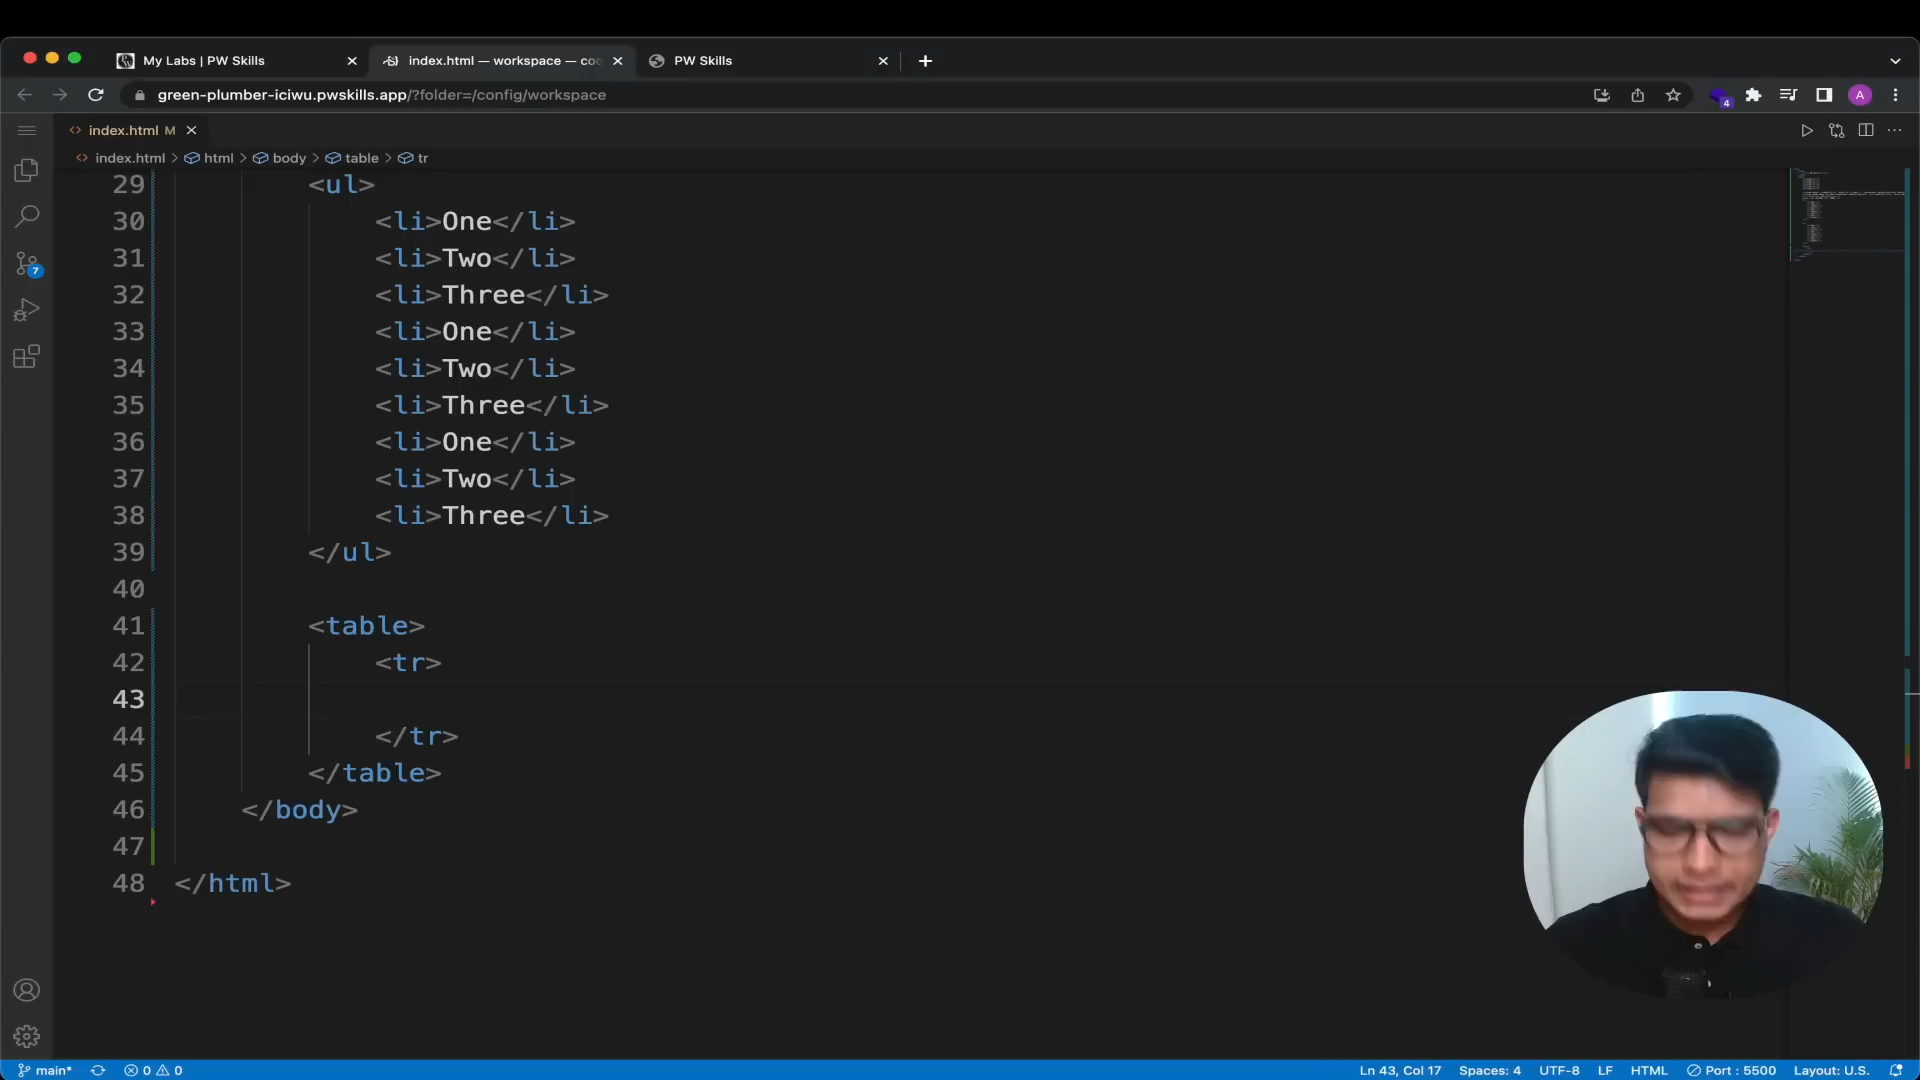 My Labs | PW Skills
index.html — workspace — co
PW Skills
green-plumber-iciwu.pwskills.app/?folder=/config/workspace
4
A
index.html M
index.html > html > body > table > tr
7
29 <ul>
30 <li>One</li>
31 <li>Two</li>
32 <li>Three</li>
33 <li>One</li>
34 <li>Two</li>
35 <li>Three</li>
36 <li>One</li>
37 <li>Two</li>
38 <li>Three</li>
39 </ul>
40
41 <table>
42 <tr>
43
44 </tr>
45 </table>
46 </body>
47
48 </html>
main* 0 0 Ln 43, Col 17 Spaces: 4 UTF-8 LF HTML Port : 5500 Layout: U.S.